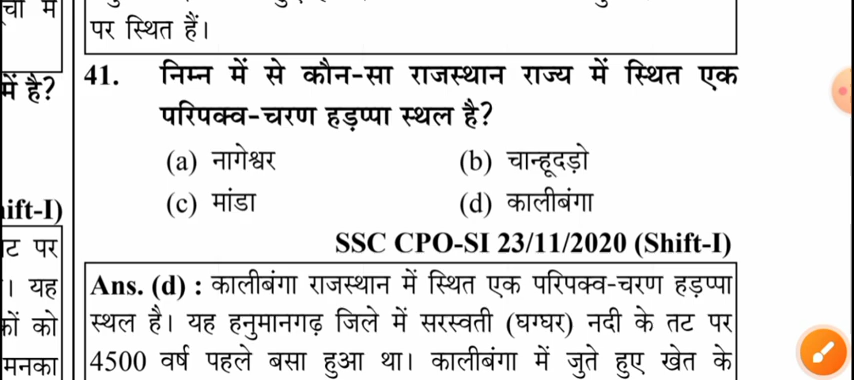 चा में
पर स्थित हैं।
में है?
41. निम्न में से कौन-सा राजस्थान राज्य में स्थित एक
परिपक्व-चरण हड़प्पा स्थल है?
(a) नागेश्वर (b) चान्हूदड़ो
(c) मांडा (d) कालीबंगा
ift-I)
SSC CPO-SI 23/11/2020 (Shift-I)
तट पर
। यह
कों को
मनका
Ans. (d) : कालीबंगा राजस्थान में स्थित एक परिपक्व-चरण हड़प्पा
स्थल है। यह हनुमानगढ़ जिले में सरस्वती (घग्घर) नदी के तट पर
4500 वर्ष पहले बसा हुआ था। कालीबंगा में जुते हुए खेत के